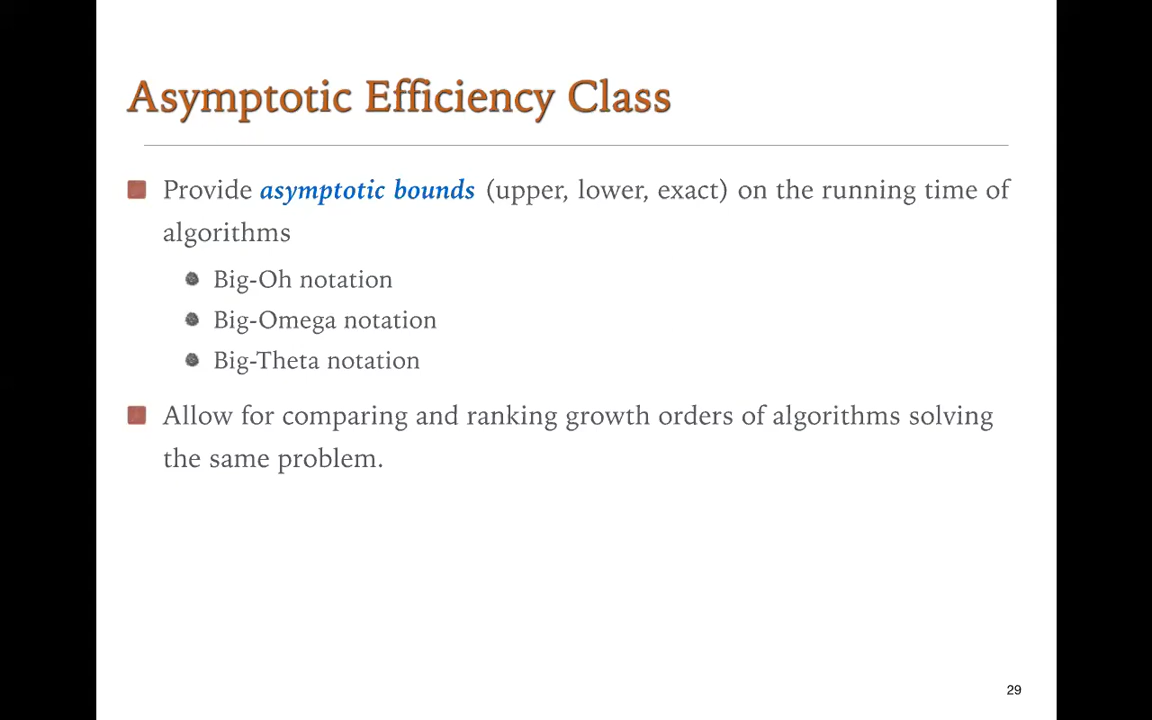 Asymptotic Efficiency Class
Provide asymptotic bounds (upper, lower, exact) on the running time of
algorithms
Big-Oh notation
Big-Omega notation
Big-Theta notation
Allow for comparing and ranking growth orders of algorithms solving
the same problem.
29